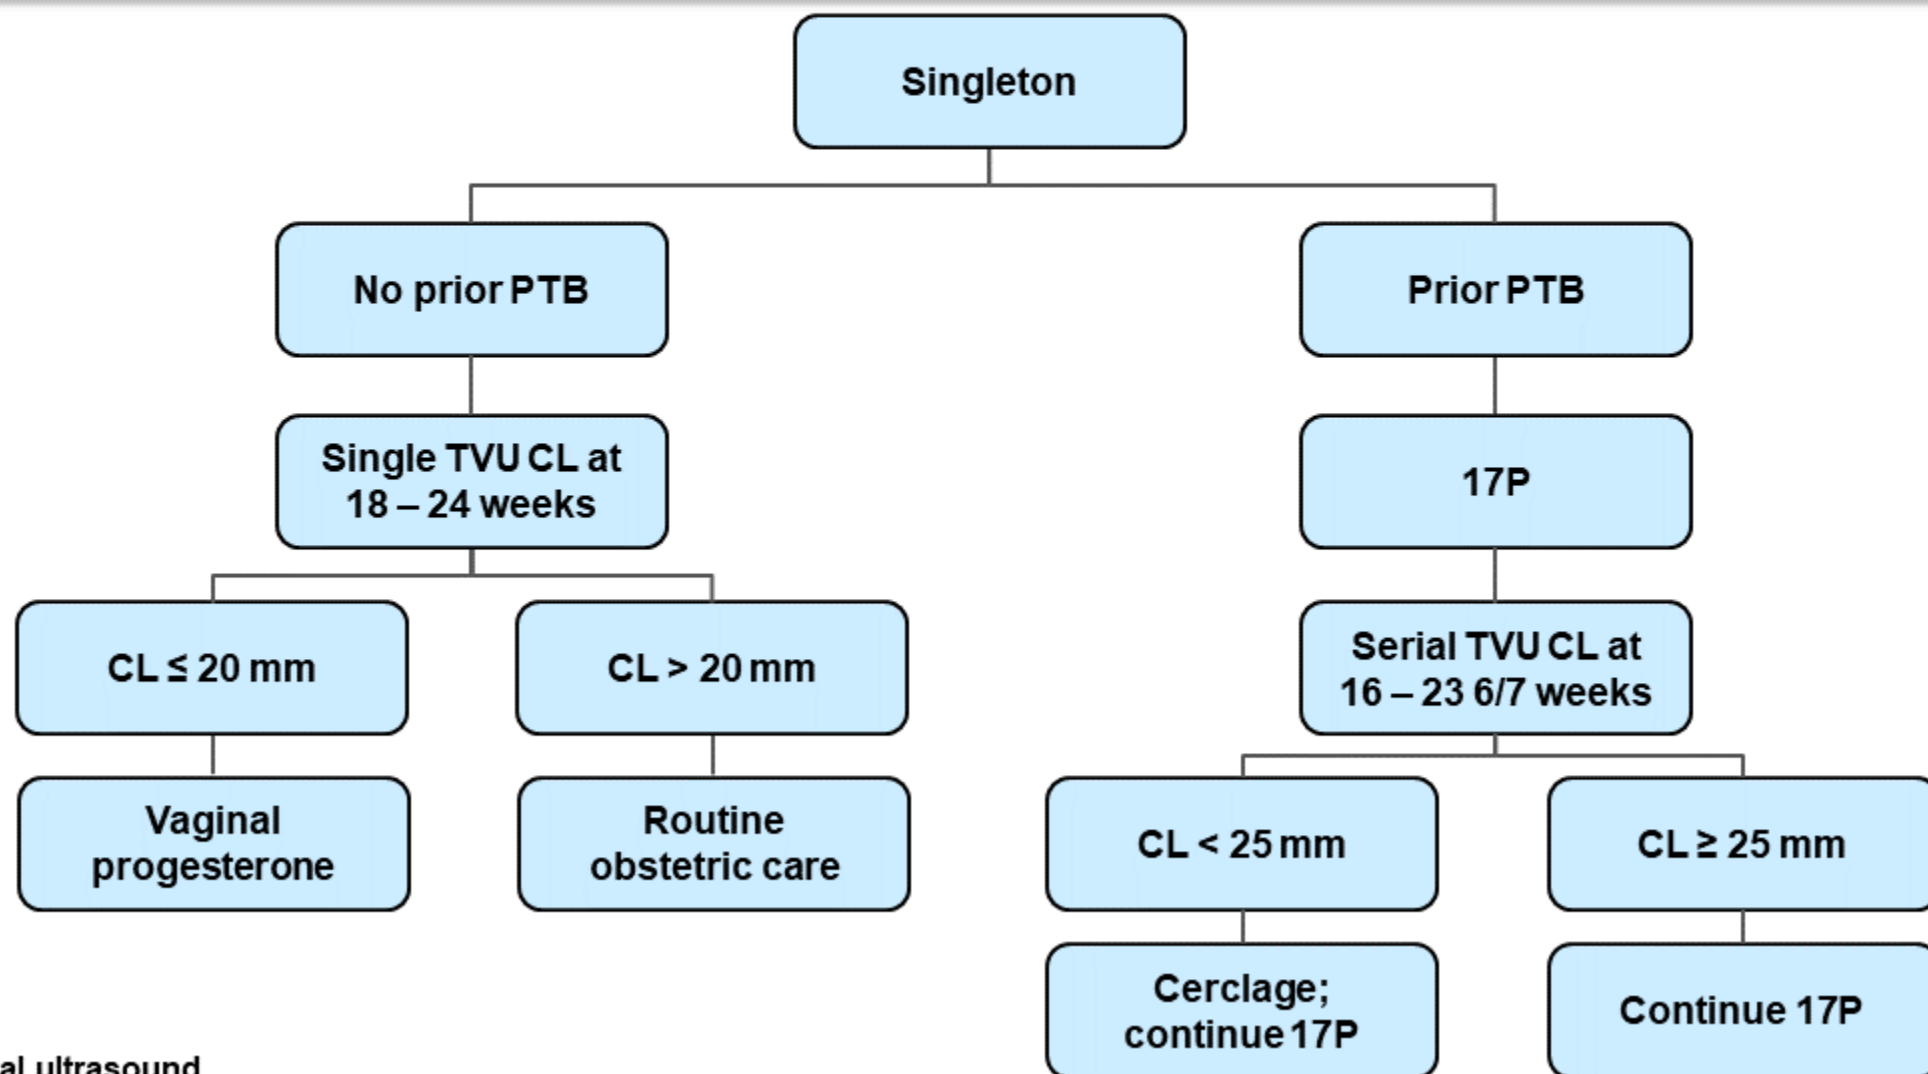 Singleton
No prior PTB
Prior PTB
Single TVU CL at
18 – 24 weeks
17P
CL ≤ 20 mm
CL > 20 mm
Serial TVU CL at
16 – 23 6/7 weeks
Vaginal
progesterone
Routine
obstetric care
CL < 25 mm
CL ≥ 25 mm
Cerclage;
continue 17P
Continue 17P
ultrasound